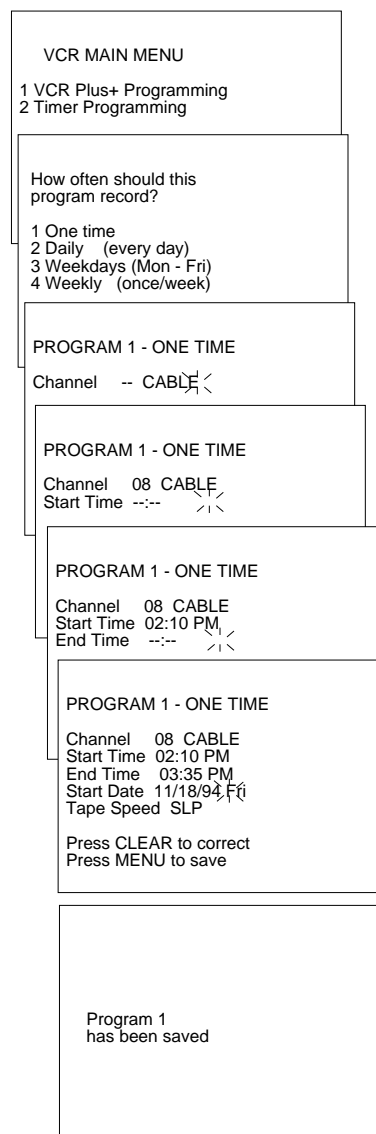 VCR MAIN MENU
1 VCR Plus+ Programming
2 Timer Programming
How often should this
program record?
1 One time
2 Daily (every day)
3 Weekdays (Mon - Fri)
4 Weekly (once/week)
PROGRAM 1 - ONE TIME
Channel -- CABLE
PROGRAM 1 - ONE TIME
Channel 08 CABLE
Start Time --:--
PROGRAM 1 - ONE TIME
Channel 08 CABLE
Start Time 02:10 PM
End Time --:--
PROGRAM 1 - ONE TIME
Channel 08 CABLE
Start Time 02:10 PM
End Time 03:35 PM
Start Date 11/18/94 Fri
Tape Speed SLP
Press CLEAR to correct
Press MENU to save
Program 1
has been saved